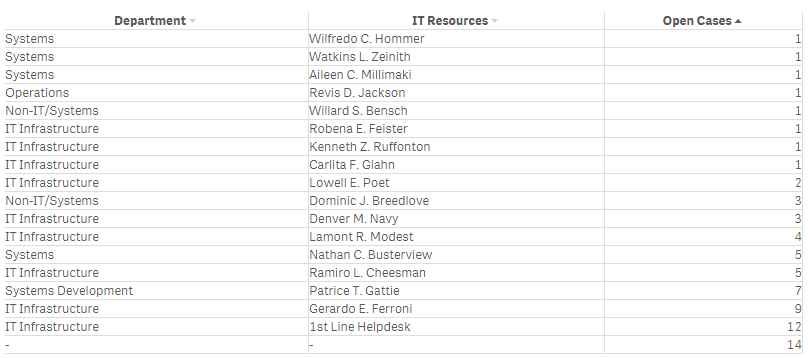 Department IT Resources Open Cases
Systems Wilfredo C. Hommer 1
Systems Watkins L. Zeinith 1
Systems Aileen C. Millimaki 1
Operations Revis D. Jackson 1
Non-IT/Systems Willard S. Bensch 1
IT Infrastructure Robena E. Feister 1
IT Infrastructure Kenneth Z. Ruffonton 1
IT Infrastructure Carlita F. Glahn 1
IT Infrastructure Lowell E. Poet 2
Non-IT/Systems Dominic J. Breedlove 3
IT Infrastructure Denver M. Navy 3
IT Infrastructure Lamont R. Modest 4
Systems Nathan C. Busterview 5
IT Infrastructure Ramiro L. Cheesman 5
Systems Development Patrice T. Gattie 7
IT Infrastructure Gerardo E. Ferroni 9
IT Infrastructure 1st Line Helpdesk 12
- - 14